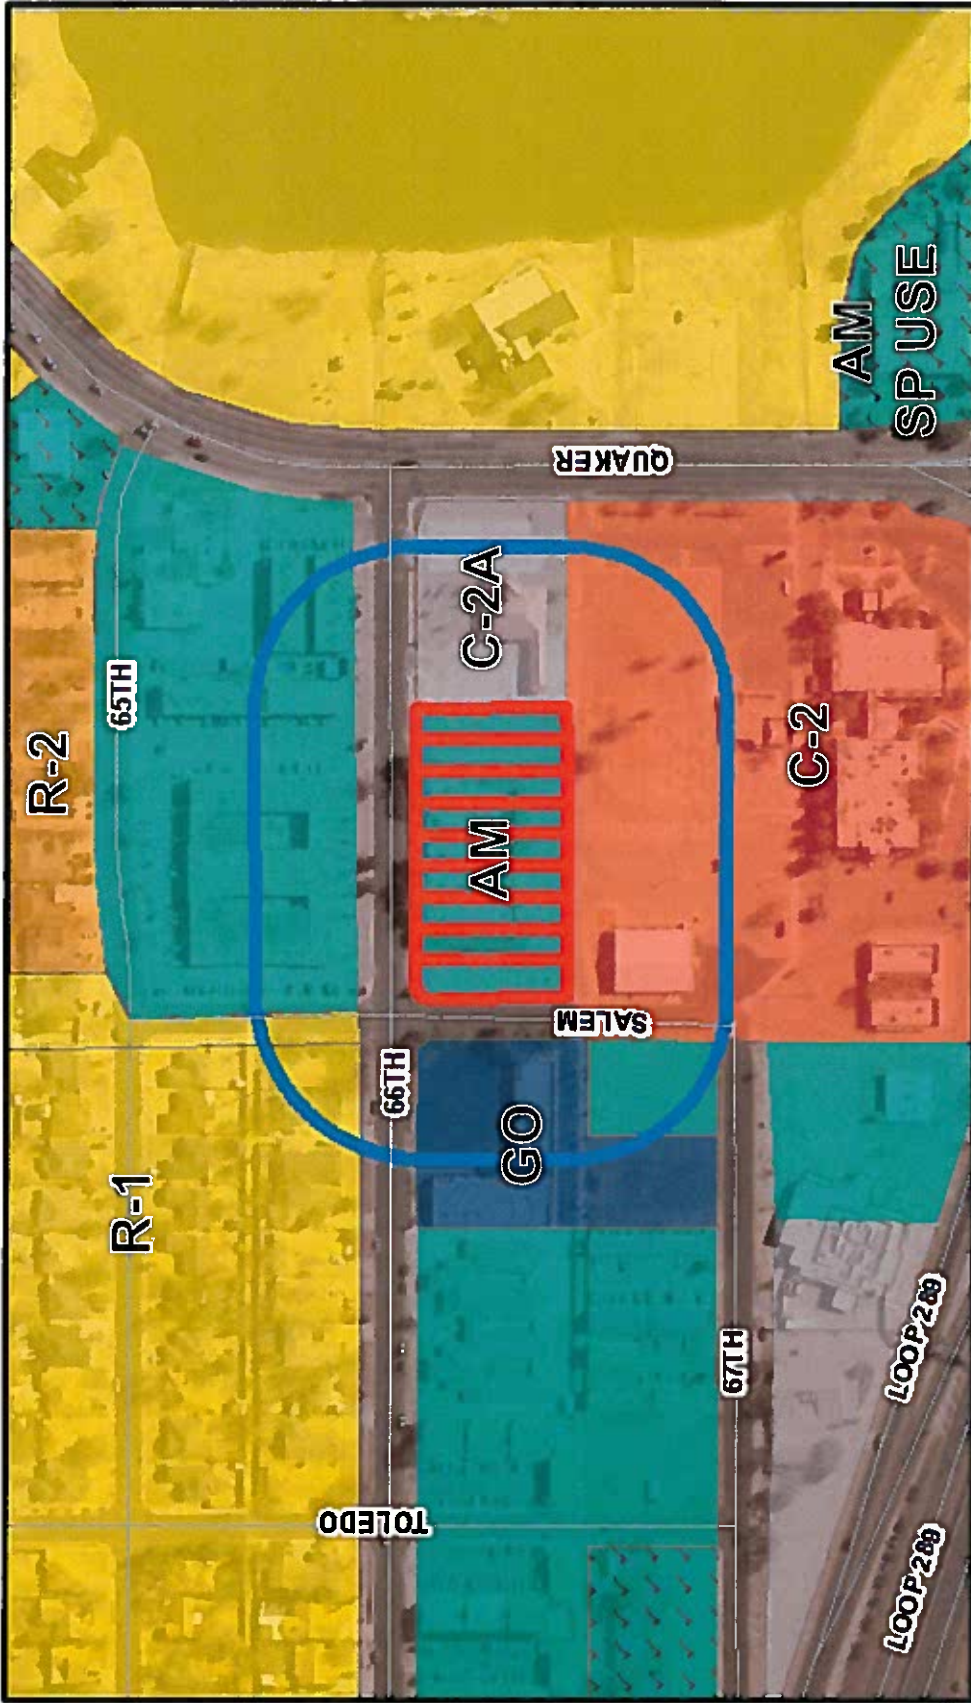 R-2
65TH
R-1
QUAKER
C-2A
AM
AM
SP USE
C-2
SALEM
66TH
GO
67TH
TOLEDO
LOOP 289
LOOP 289